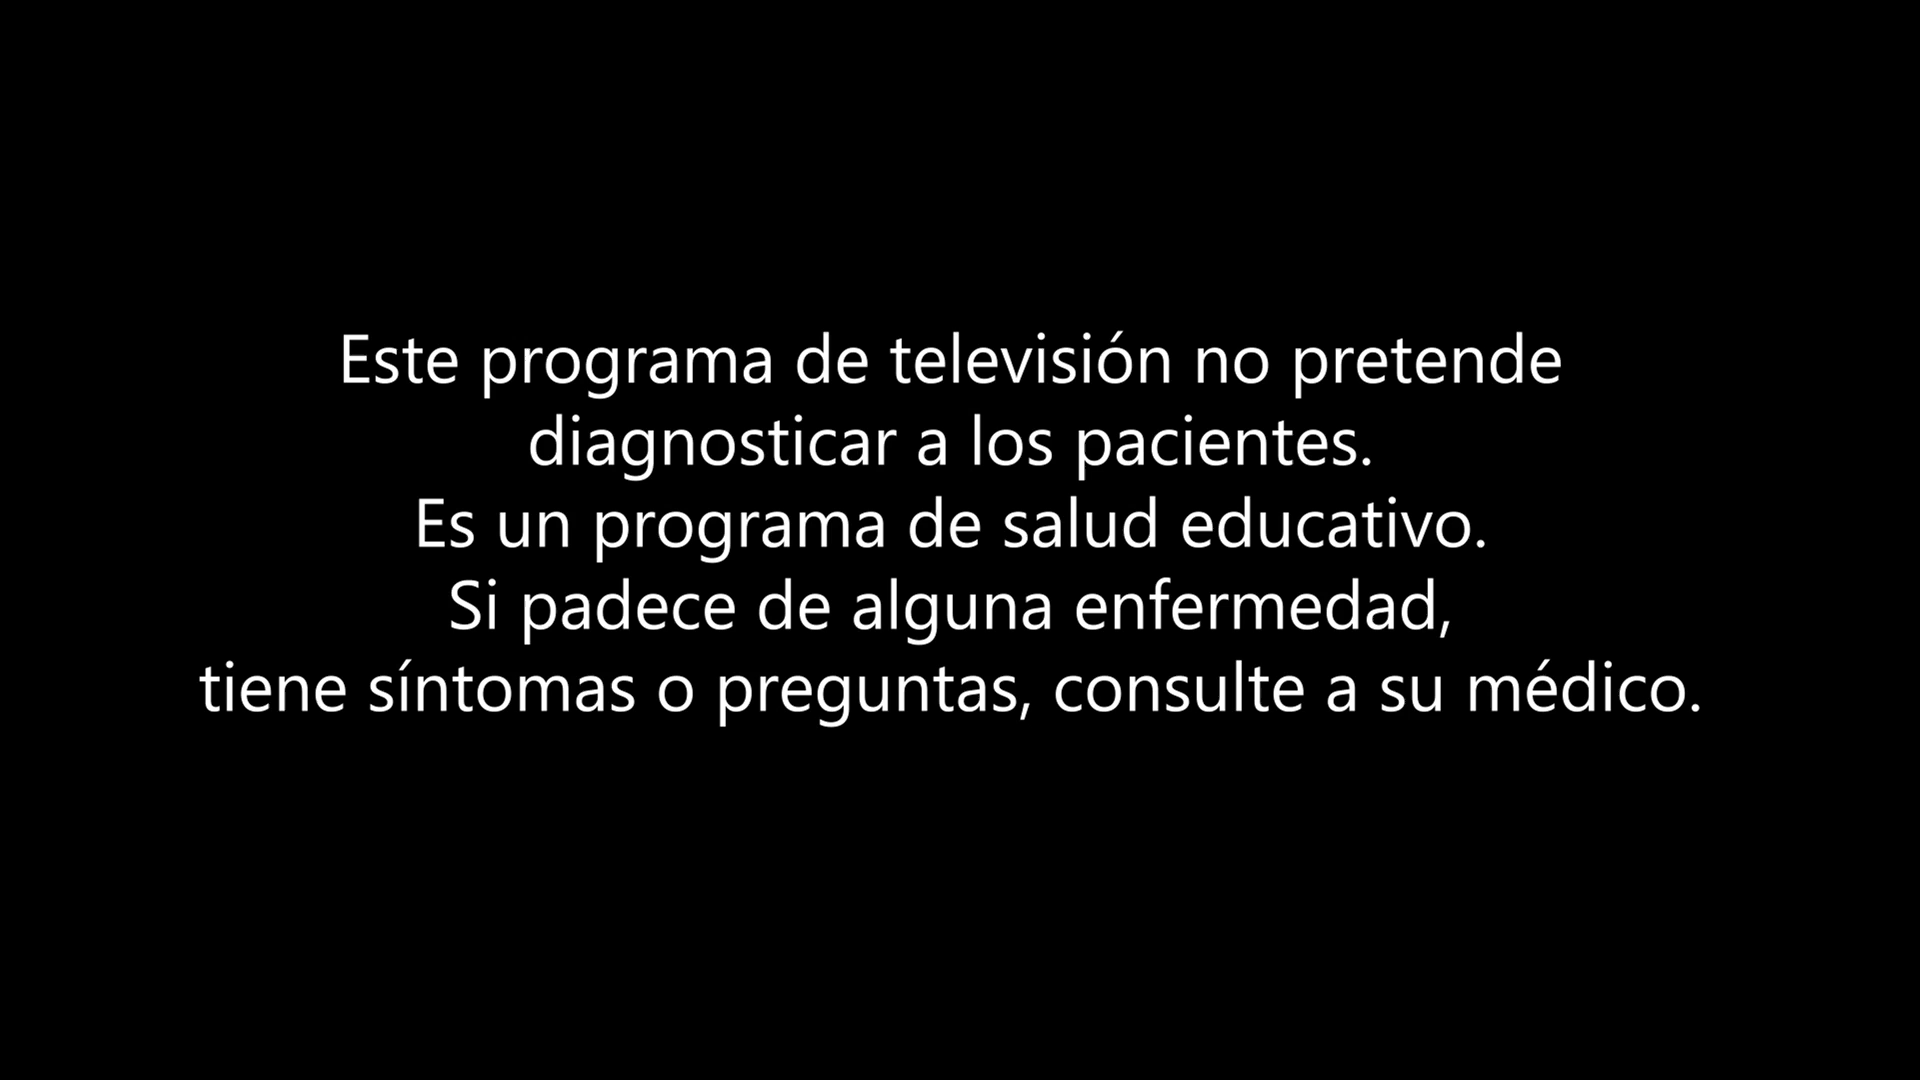 Este programa de televisión no pretende
diagnosticar a los pacientes.
Es un programa de salud educativo.
Si padece de alguna enfermedad,
tiene síntomas o preguntas, consulte a su médico.